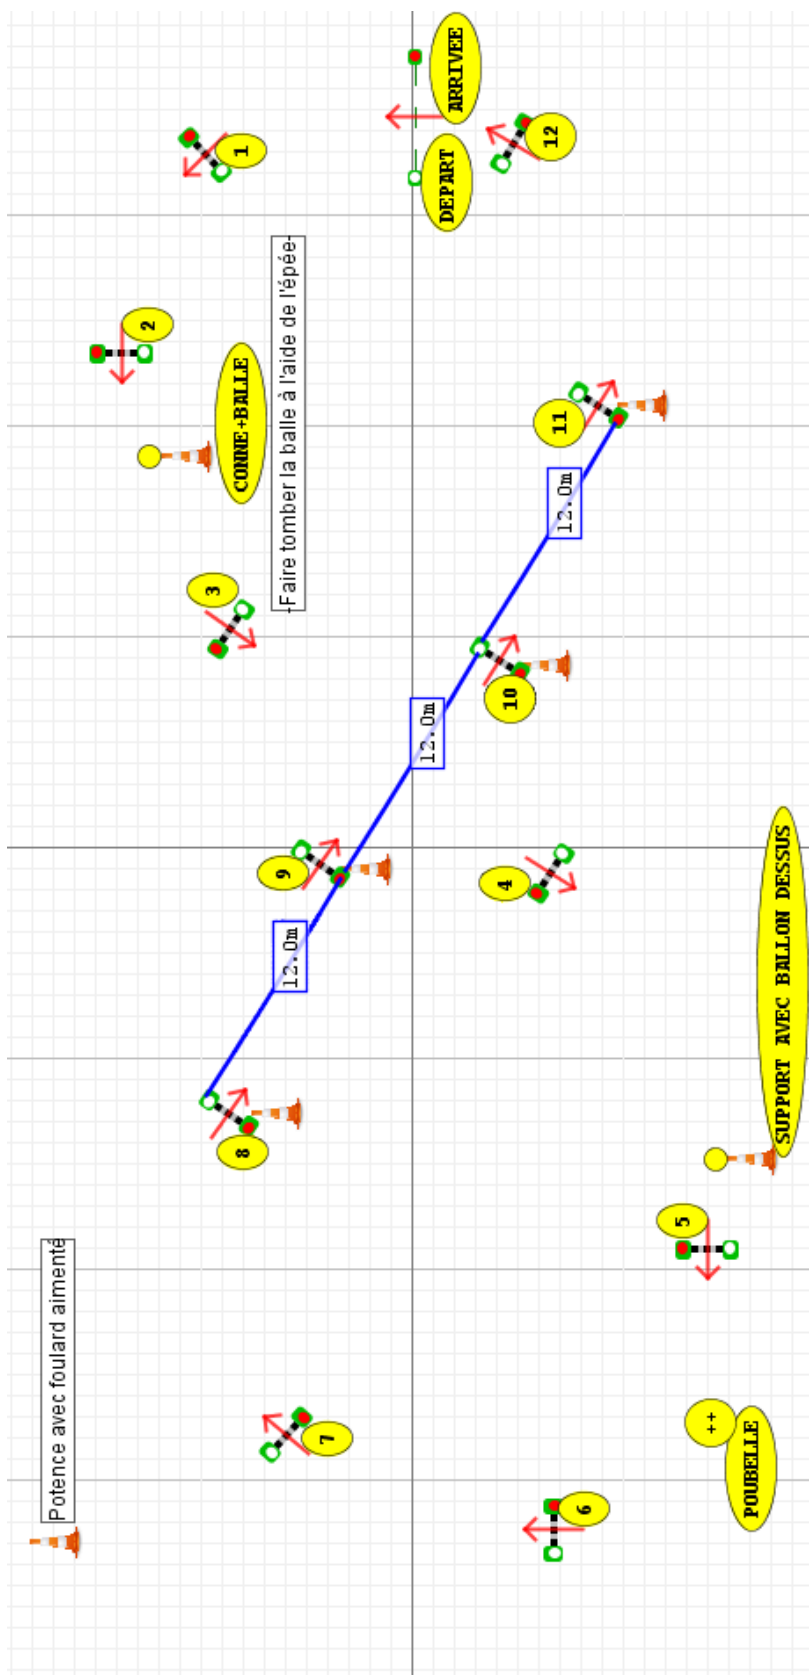 ARRIVEE
DEPART
1
12
2
CONNE+BALLE
-Faire tomber la balle à l'aide de l'épée-
3
11
12.0m
10
12.0m
9
4
12.0m
SUPPORT AVEC BALLON DESSUS
8
5
Potence avec foulard aimenté
7
++
POUBELLE
6